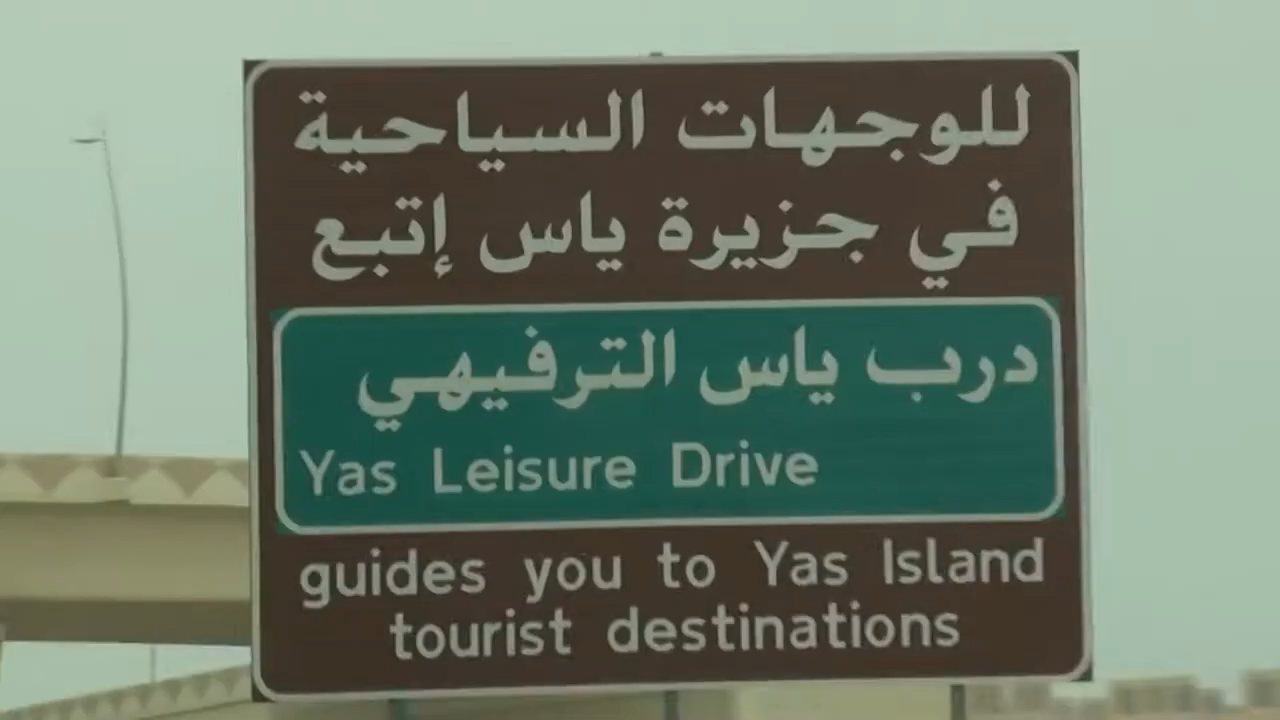 للوجهات السياحية
في جزيرة ياس إتبع
درب ياس الترفيهي
Yas Leisure Drive
guides you to Yas Island
tourist destinations